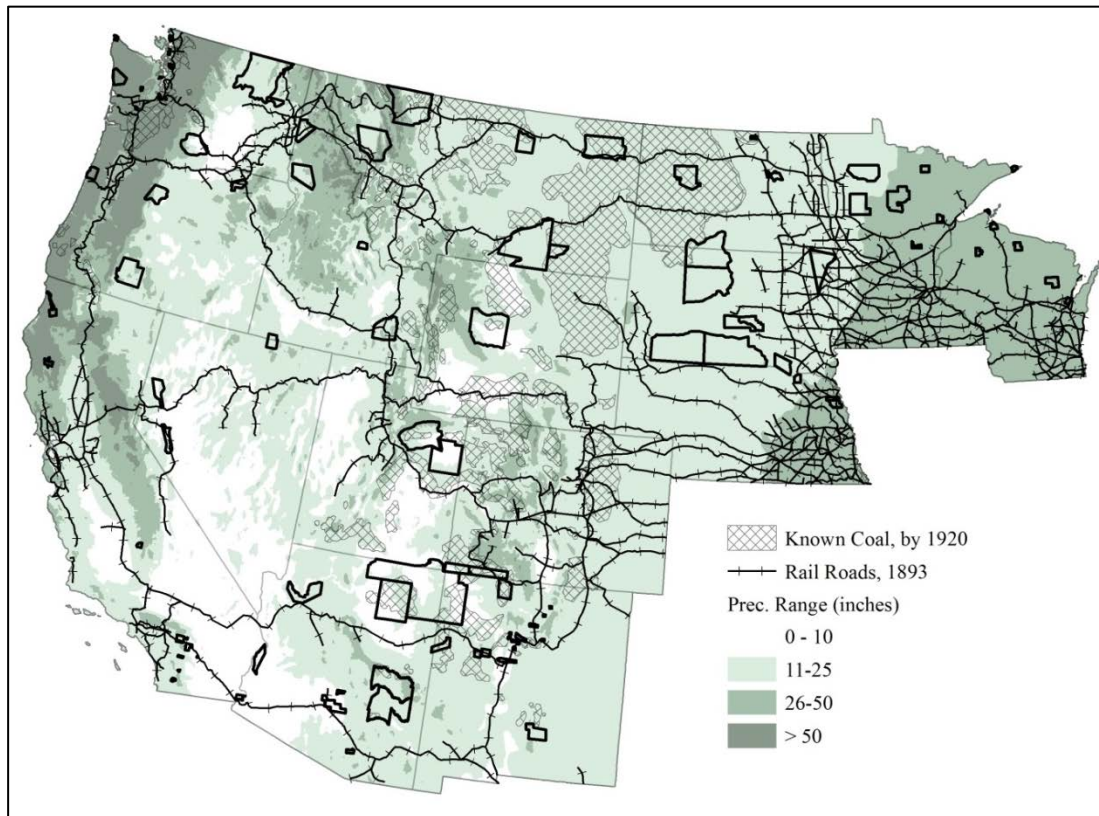 Known Coal, by 1920
Rail Roads, 1893
Prec. Range (inches)
0 - 10
11-25
26-50
> 50